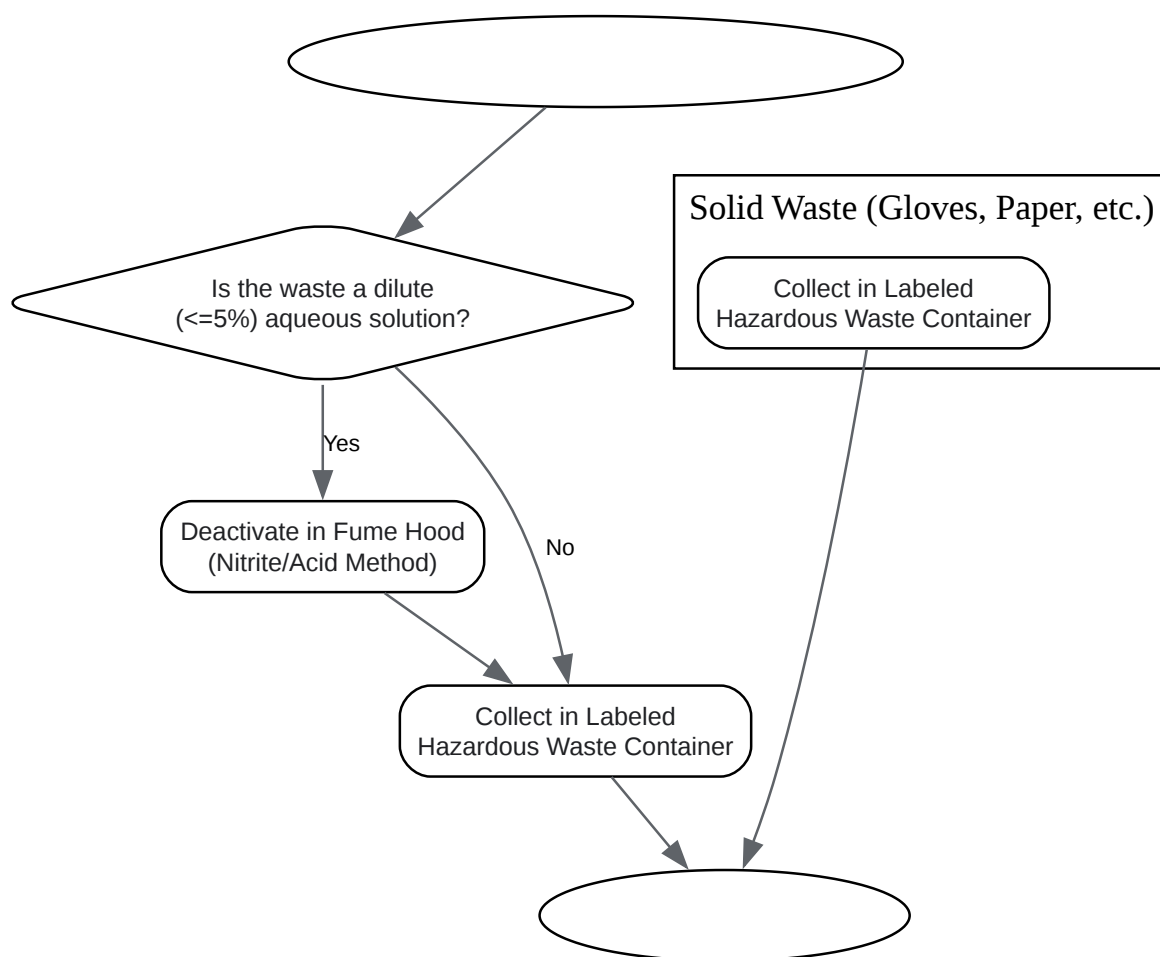 Solid Waste (Gloves, Paper, etc.)
Collect in Labeled
Hazardous Waste Container
Is the waste a dilute
(<=5%) aqueous solution?
Yes
Deactivate in Fume Hood
(Nitrite/Acid Method)
No
Collect in Labeled
Hazardous Waste Container